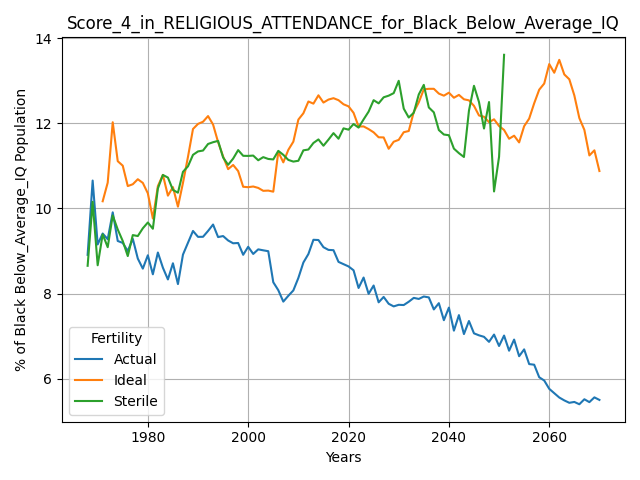 Score_4_in_RELIGIOUS_ATTENDANCE_for_Black_Below_Average_IQ
% of Black Below_Average_IQ Population
14
12
10
8
6
Fertility
Actual
Ideal
Sterile
1980 2000 2020 2040 2060
Years